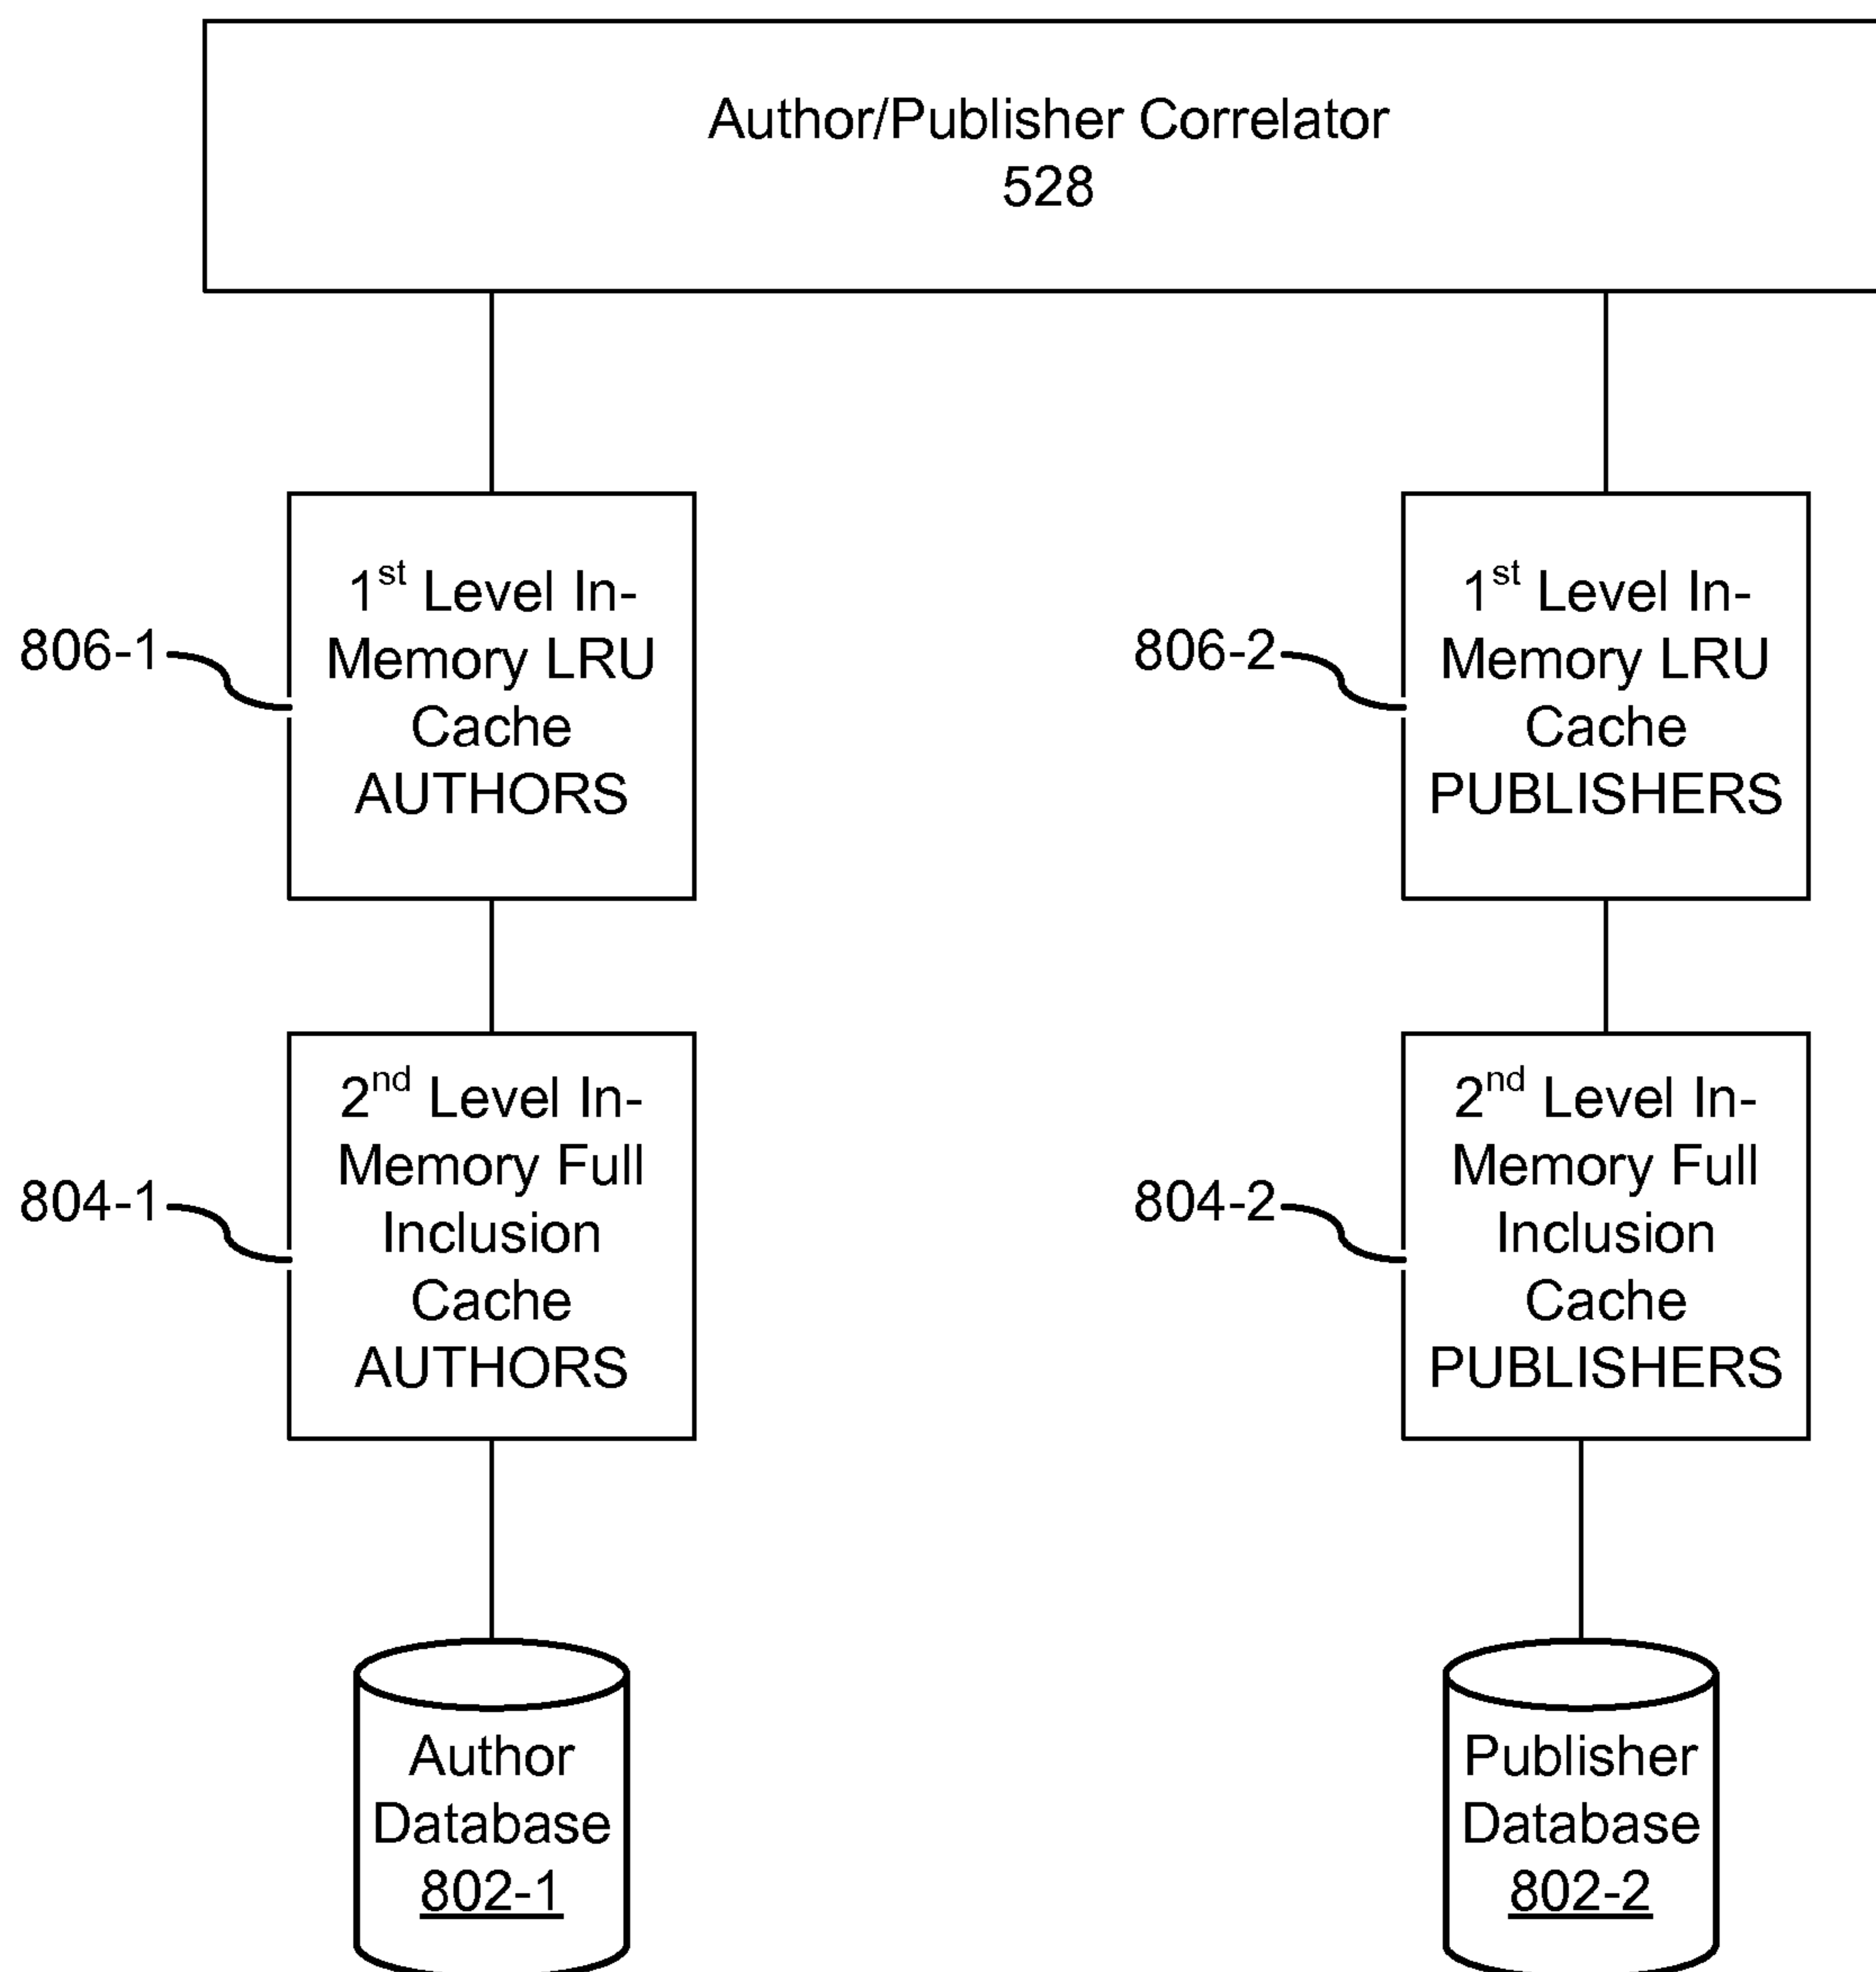 Author/Publisher Correlator
528
806-1
1st Level In-
Memory LRU
Cache
AUTHORS
806-2
1st Level In-
Memory LRU
Cache
PUBLISHERS
804-1
2nd Level In-
Memory Full
Inclusion
Cache
AUTHORS
804-2
2nd Level In-
Memory Full
Inclusion
Cache
PUBLISHERS
Author
Database
802-1
Publisher
Database
802-2